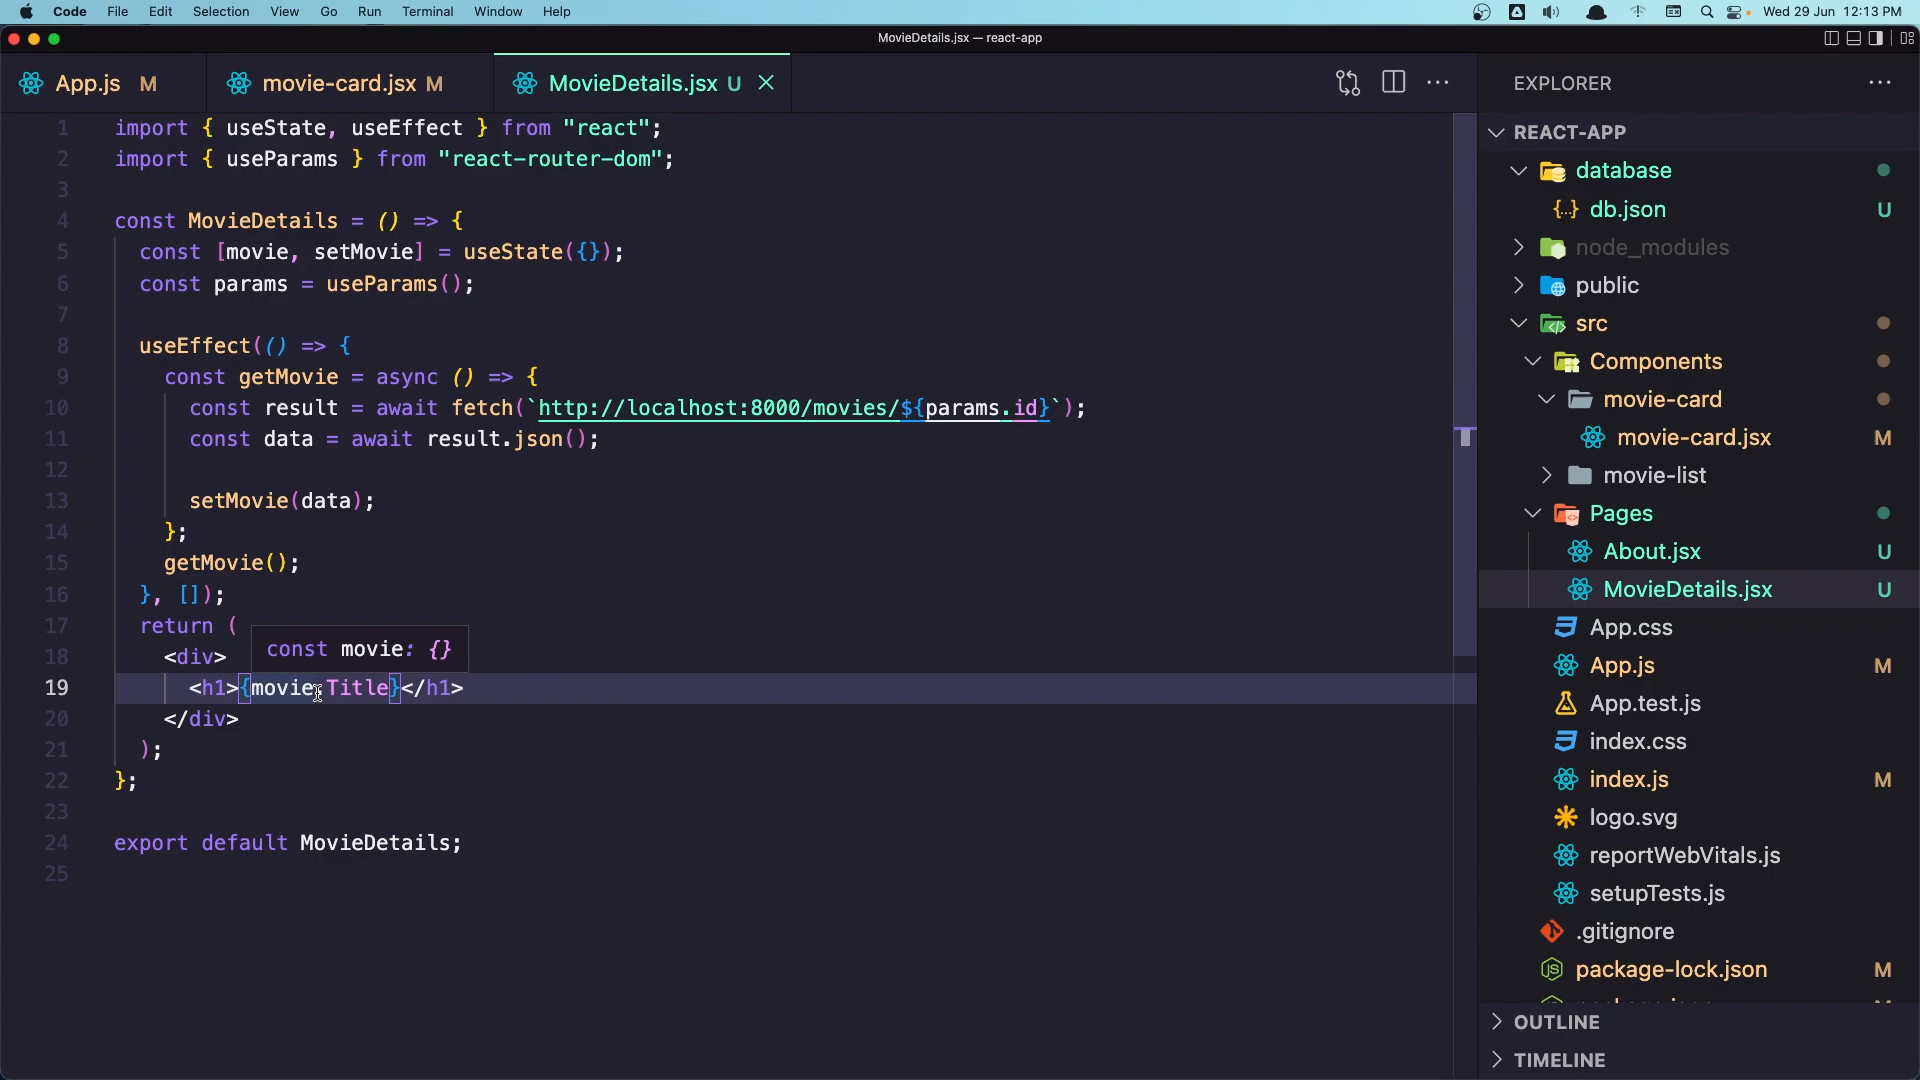 Code File Edit Selection View Go Run Terminal Window Help Wed 29 Jun 12:13 PM
MovieDetails.jsx — react-app
App.js M movie-card.jsx M MovieDetails.jsx U
1 import { useState, useEffect } from "react";
2 import { useParams } from "react-router-dom";
3
4 const MovieDetails = () => {
5 const [movie, setMovie] = useState({});
6 const params = useParams();
7
8 useEffect(() => {
9 const getMovie = async () => {
10 const result = await fetch(`http://localhost:8000/movies/${params.id}`);
11 const data = await result.json();
12
13 setMovie(data);
14 };
15 getMovie();
16 }, []);
17 return (
const movie: {}
18 <div>
19 <h1>{movie.Title}</h1>
20 </div>
21 );
22 };
23
24 export default MovieDetails;
25
EXPLORER
REACT-APP
database
db.json U
node_modules
public
src
Components
movie-card
movie-card.jsx M
movie-list
Pages
About.jsx U
MovieDetails.jsx U
App.css
App.js M
App.test.js
index.css
index.js M
logo.svg
reportWebVitals.js
setupTests.js
.gitignore
package-lock.json M
OUTLINE
TIMELINE